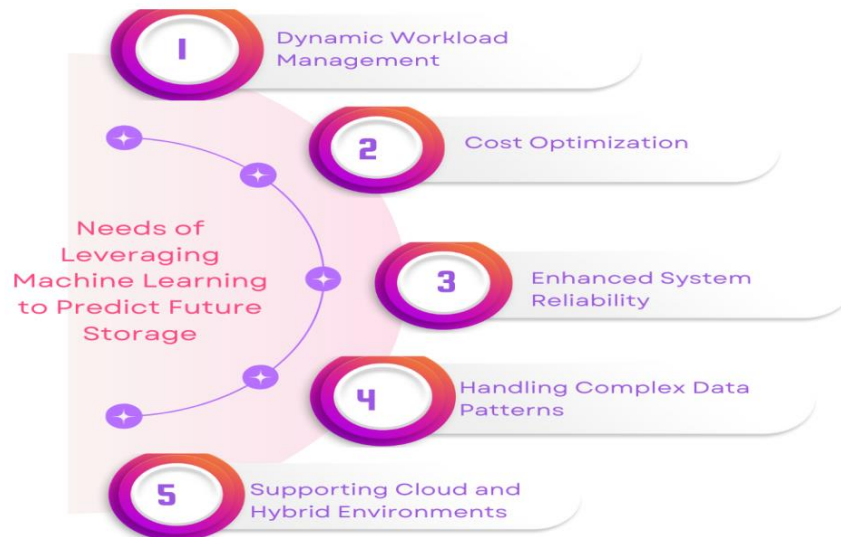 1
Dynamic Workload
Management
2
Cost Optimization
Needs of
Leveraging
Machine Learning
to Predict Future
Storage
3
Enhanced System
Reliability
4
Handling Complex Data
Patterns
5
Supporting Cloud and
Hybrid Environments